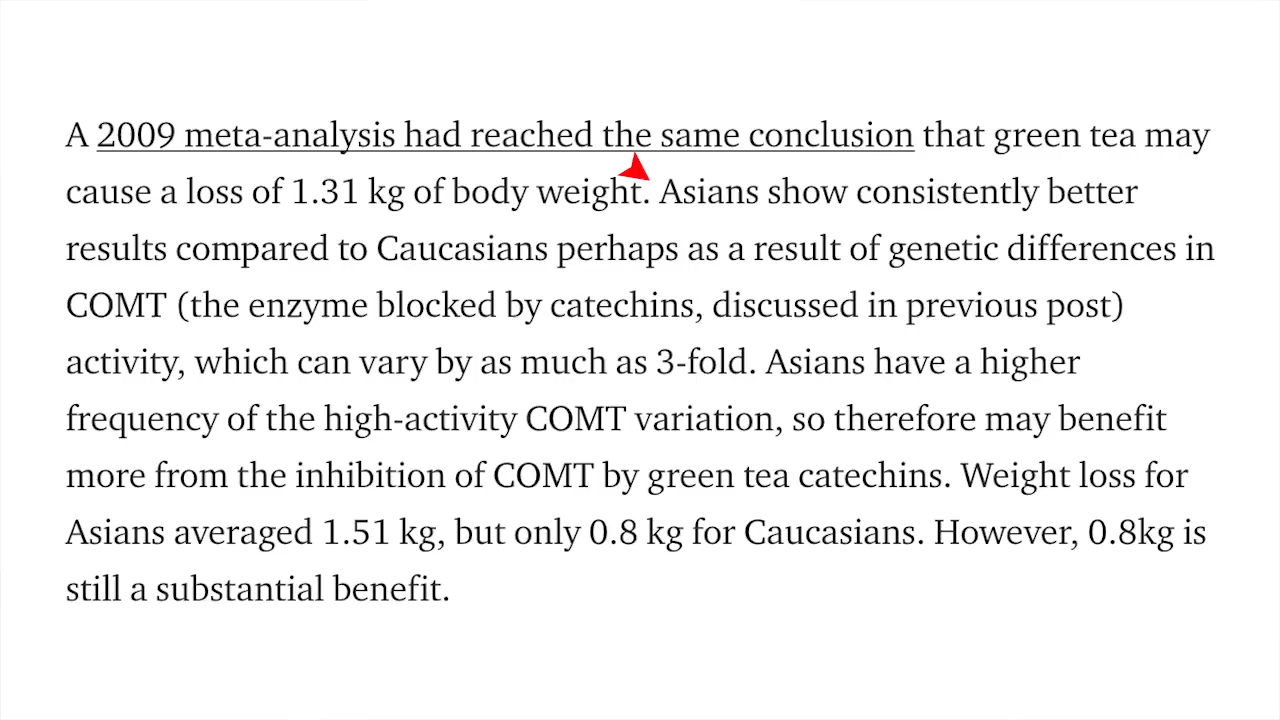 A 2009 meta-analysis had reached the same conclusion that green tea may
cause a loss of 1.31 kg of body weight. Asians show consistently better
results compared to Caucasians perhaps as a result of genetic differences in
COMT (the enzyme blocked by catechins, discussed in previous post)
activity, which can vary by as much as 3-fold. Asians have a higher
frequency of the high-activity COMT variation, so therefore may benefit
more from the inhibition of COMT by green tea catechins. Weight loss for
Asians averaged 1.51 kg, but only 0.8 kg for Caucasians. However, 0.8kg is
still a substantial benefit.